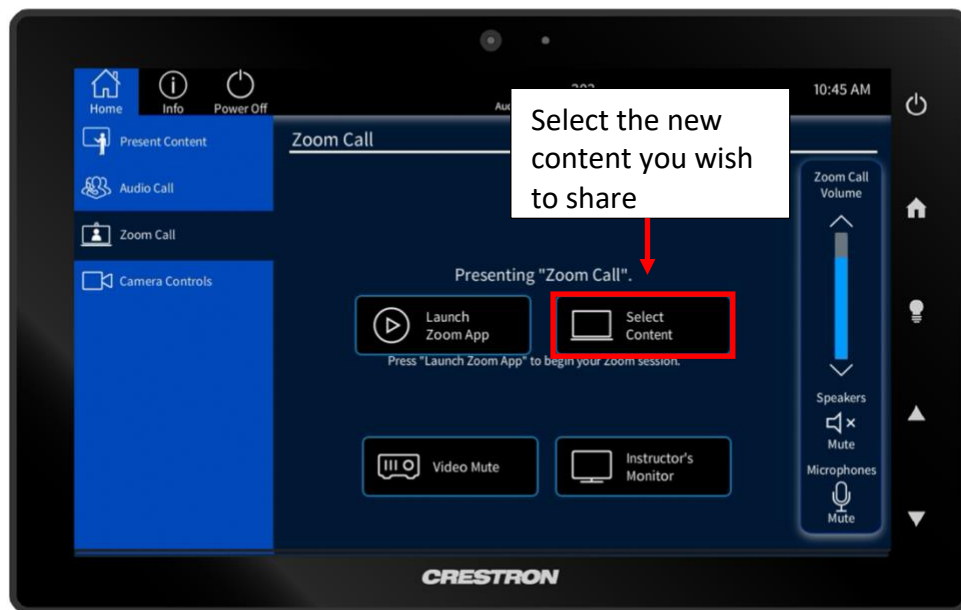 10:45 AM
Home Info Power Off
Select the new
content you wish
to share
Present Content
Zoom Call
Audio Call
Zoom Call
Volume
Zoom Call
Camera Controls
Presenting "Zoom Call".
Launch
Zoom App
Select
Content
Press "Launch Zoom App" to begin your Zoom session.
Speakers
Mute
Video Mute
Instructor's
Monitor
Microphones
Mute
CRESTRON